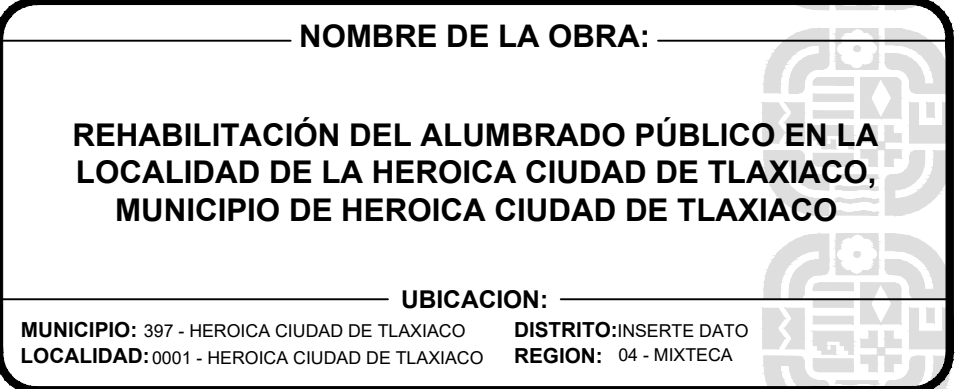 NOMBRE DE LA OBRA:
REHABILITACIÓN DEL ALUMBRADO PÚBLICO EN LA
LOCALIDAD DE LA HEROICA CIUDAD DE TLAXIACO,
MUNICIPIO DE HEROICA CIUDAD DE TLAXIACO
UBICACION:
MUNICIPIO: 397 - HEROICA CIUDAD DE TLAXIACO DISTRITO:INSERTE DATO
LOCALIDAD: 0001 - HEROICA CIUDAD DE TLAXIACO REGION: 04 - MIXTECA